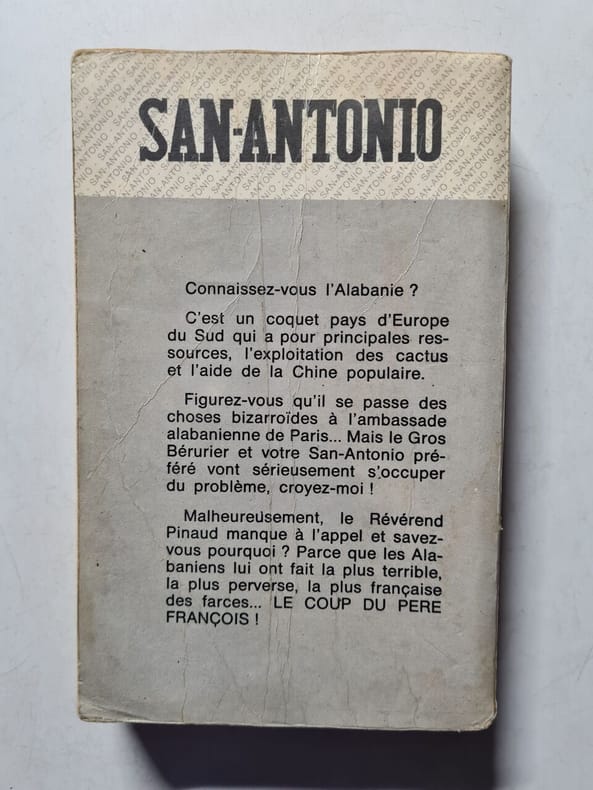 SAN-ANTONIO
Connaissez-vous l'Alabanie ?
C'est un coquet pays d'Europe
du Sud qui a pour principales res-
sources, l'exploitation des cactus
et l'aide de la Chine populaire.
Figurez-vous qu'il se passe des
choses bizarroïdes à l'ambassade
alabanienne de Paris... Mais le Gros
Bérurier et votre San-Antonio pré-
féré vont sérieusement s'occuper
du problème, croyez-moi !
Malheureusement, le Révérend
Pinaud manque à l'appel et savez-
vous pourquoi ? Parce que les Ala-
baniens lui ont fait la plus terrible,
la plus perverse, la plus française
des farces... LE COUP DU PERE
FRANÇOIS !